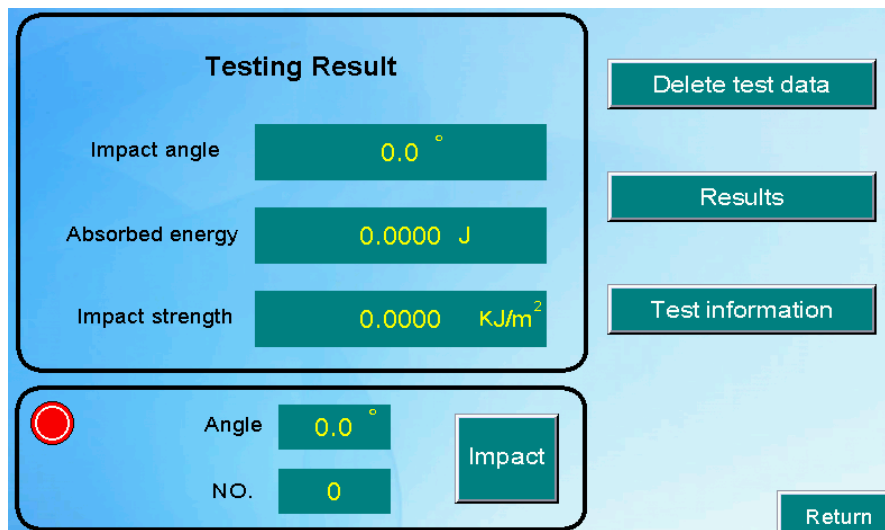 Testing Result
Impact angle 0.0 °
Absorbed energy 0.0000 J
Impact strength 0.0000 KJ/m²
Delete test data
Results
Test information
Angle 0.0 °
NO. 0
Impact
Return